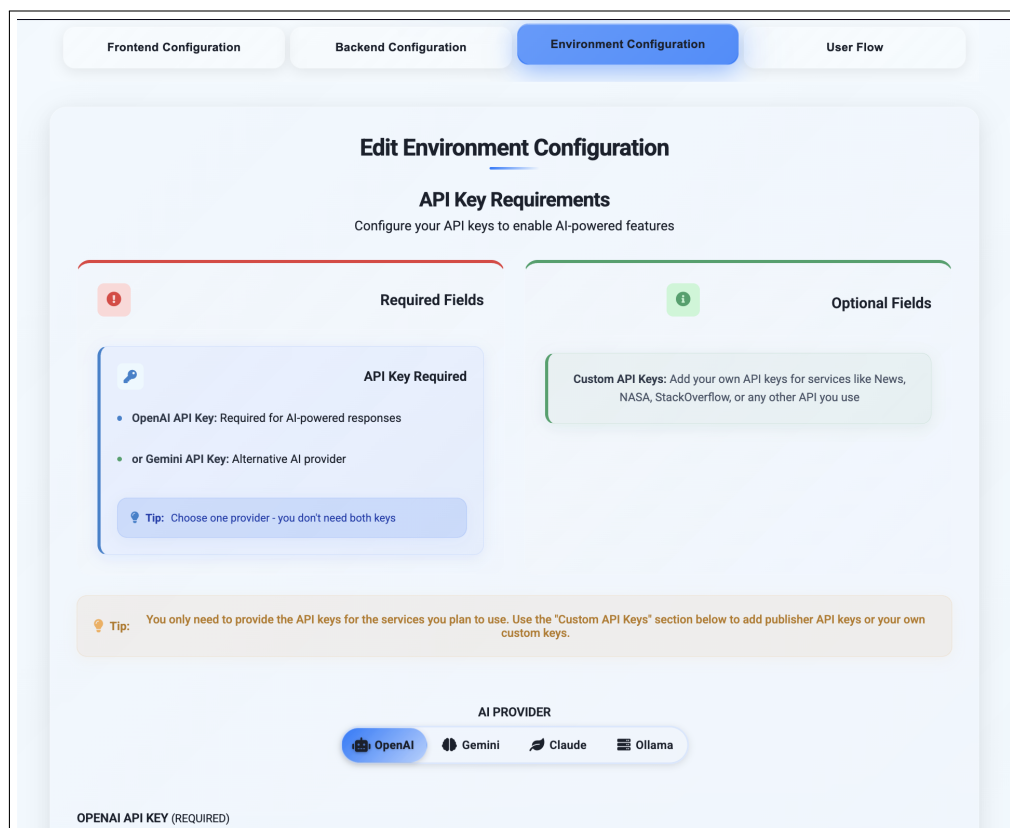 Frontend Configuration
Backend Configuration
Environment Configuration
User Flow
Edit Environment Configuration
API Key Requirements
Configure your API keys to enable AI-powered features
Required Fields
API Key Required
OpenAI API Key: Required for AI-powered responses
or Gemini API Key: Alternative AI provider
Tip: Choose one provider - you don't need both keys
Optional Fields
Custom API Keys: Add your own API keys for services like News,
NASA, StackOverflow, or any other API you use
Tip: You only need to provide the API keys for the services you plan to use. Use the "Custom API Keys" section below to add publisher API keys or your own
custom keys.
AI PROVIDER
OpenAI
Gemini
Claude
Ollama
OPENAI API KEY (REQUIRED)